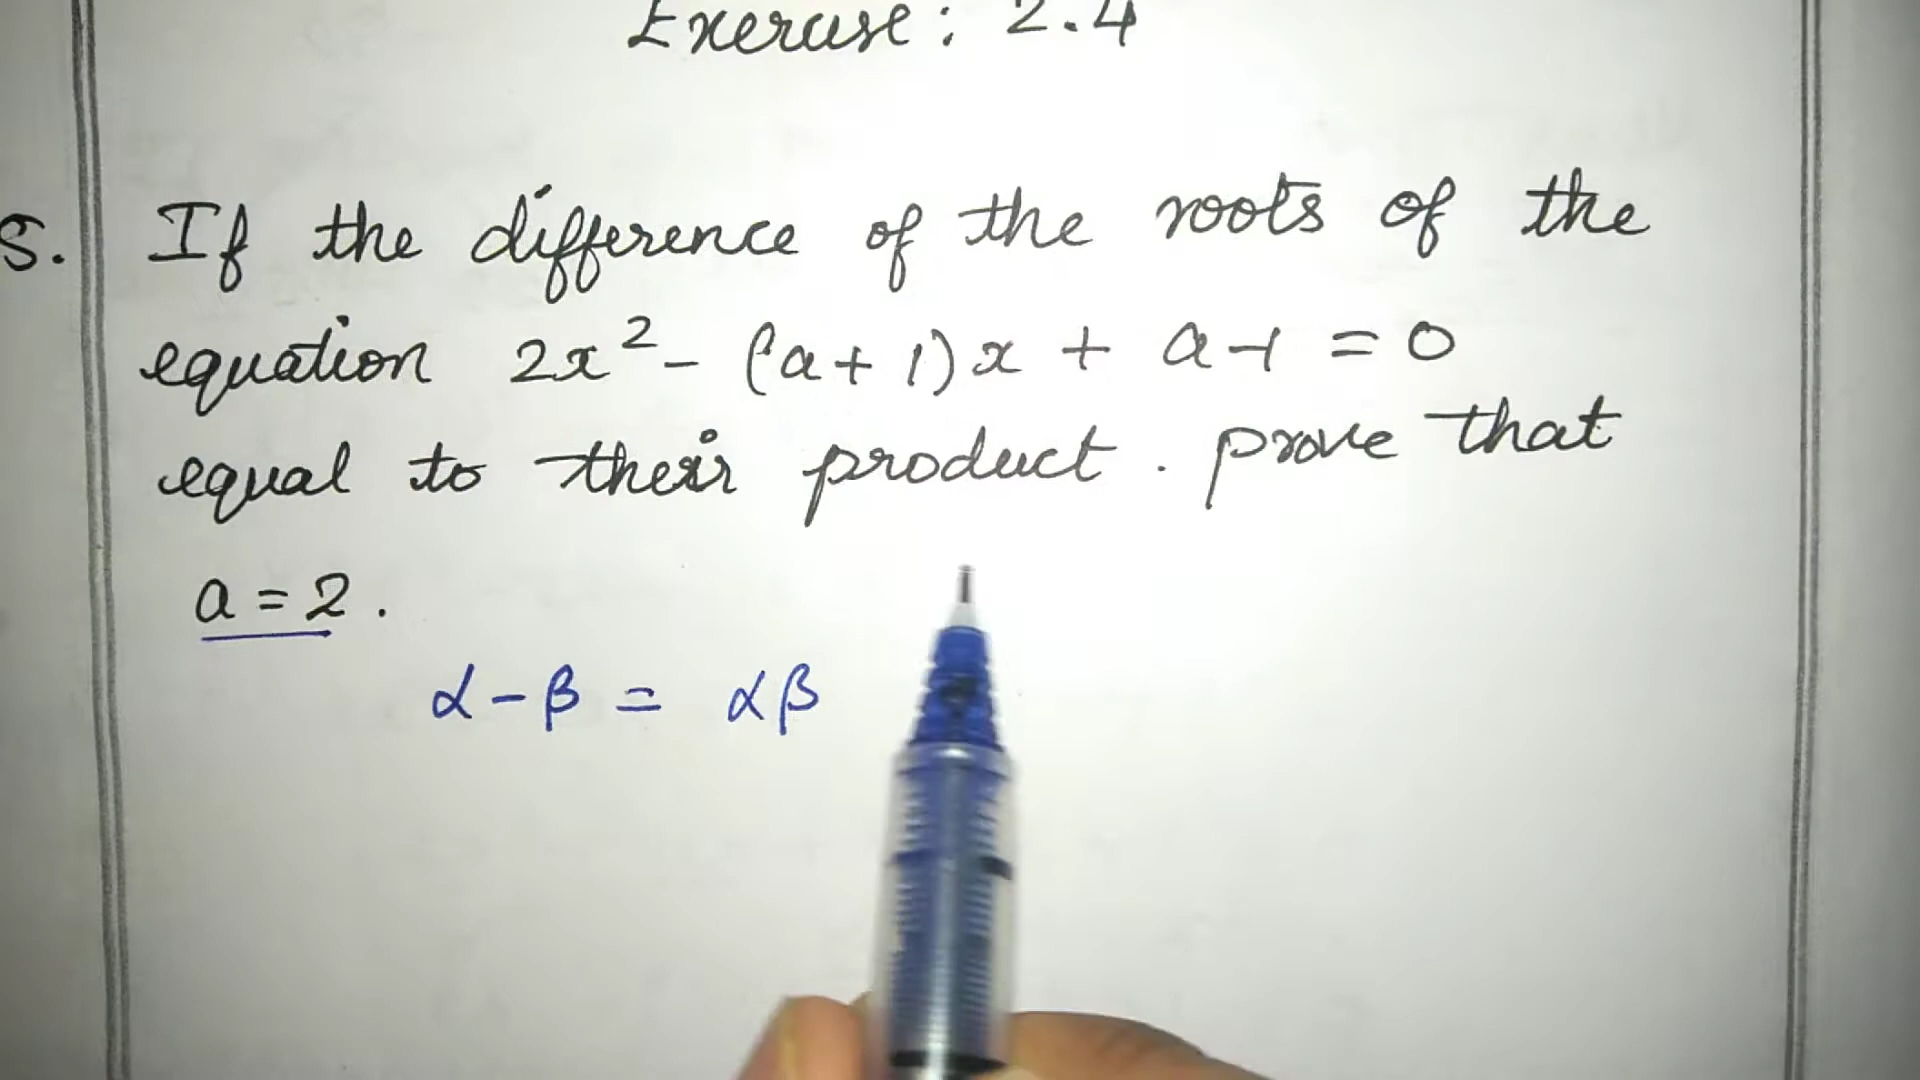 Exercise: 2.4
5. If the difference of the roots of the
equation 2x² - (a+1)x + a-1 = 0
equal to their product. prove that
a = 2.
α - β = αβ